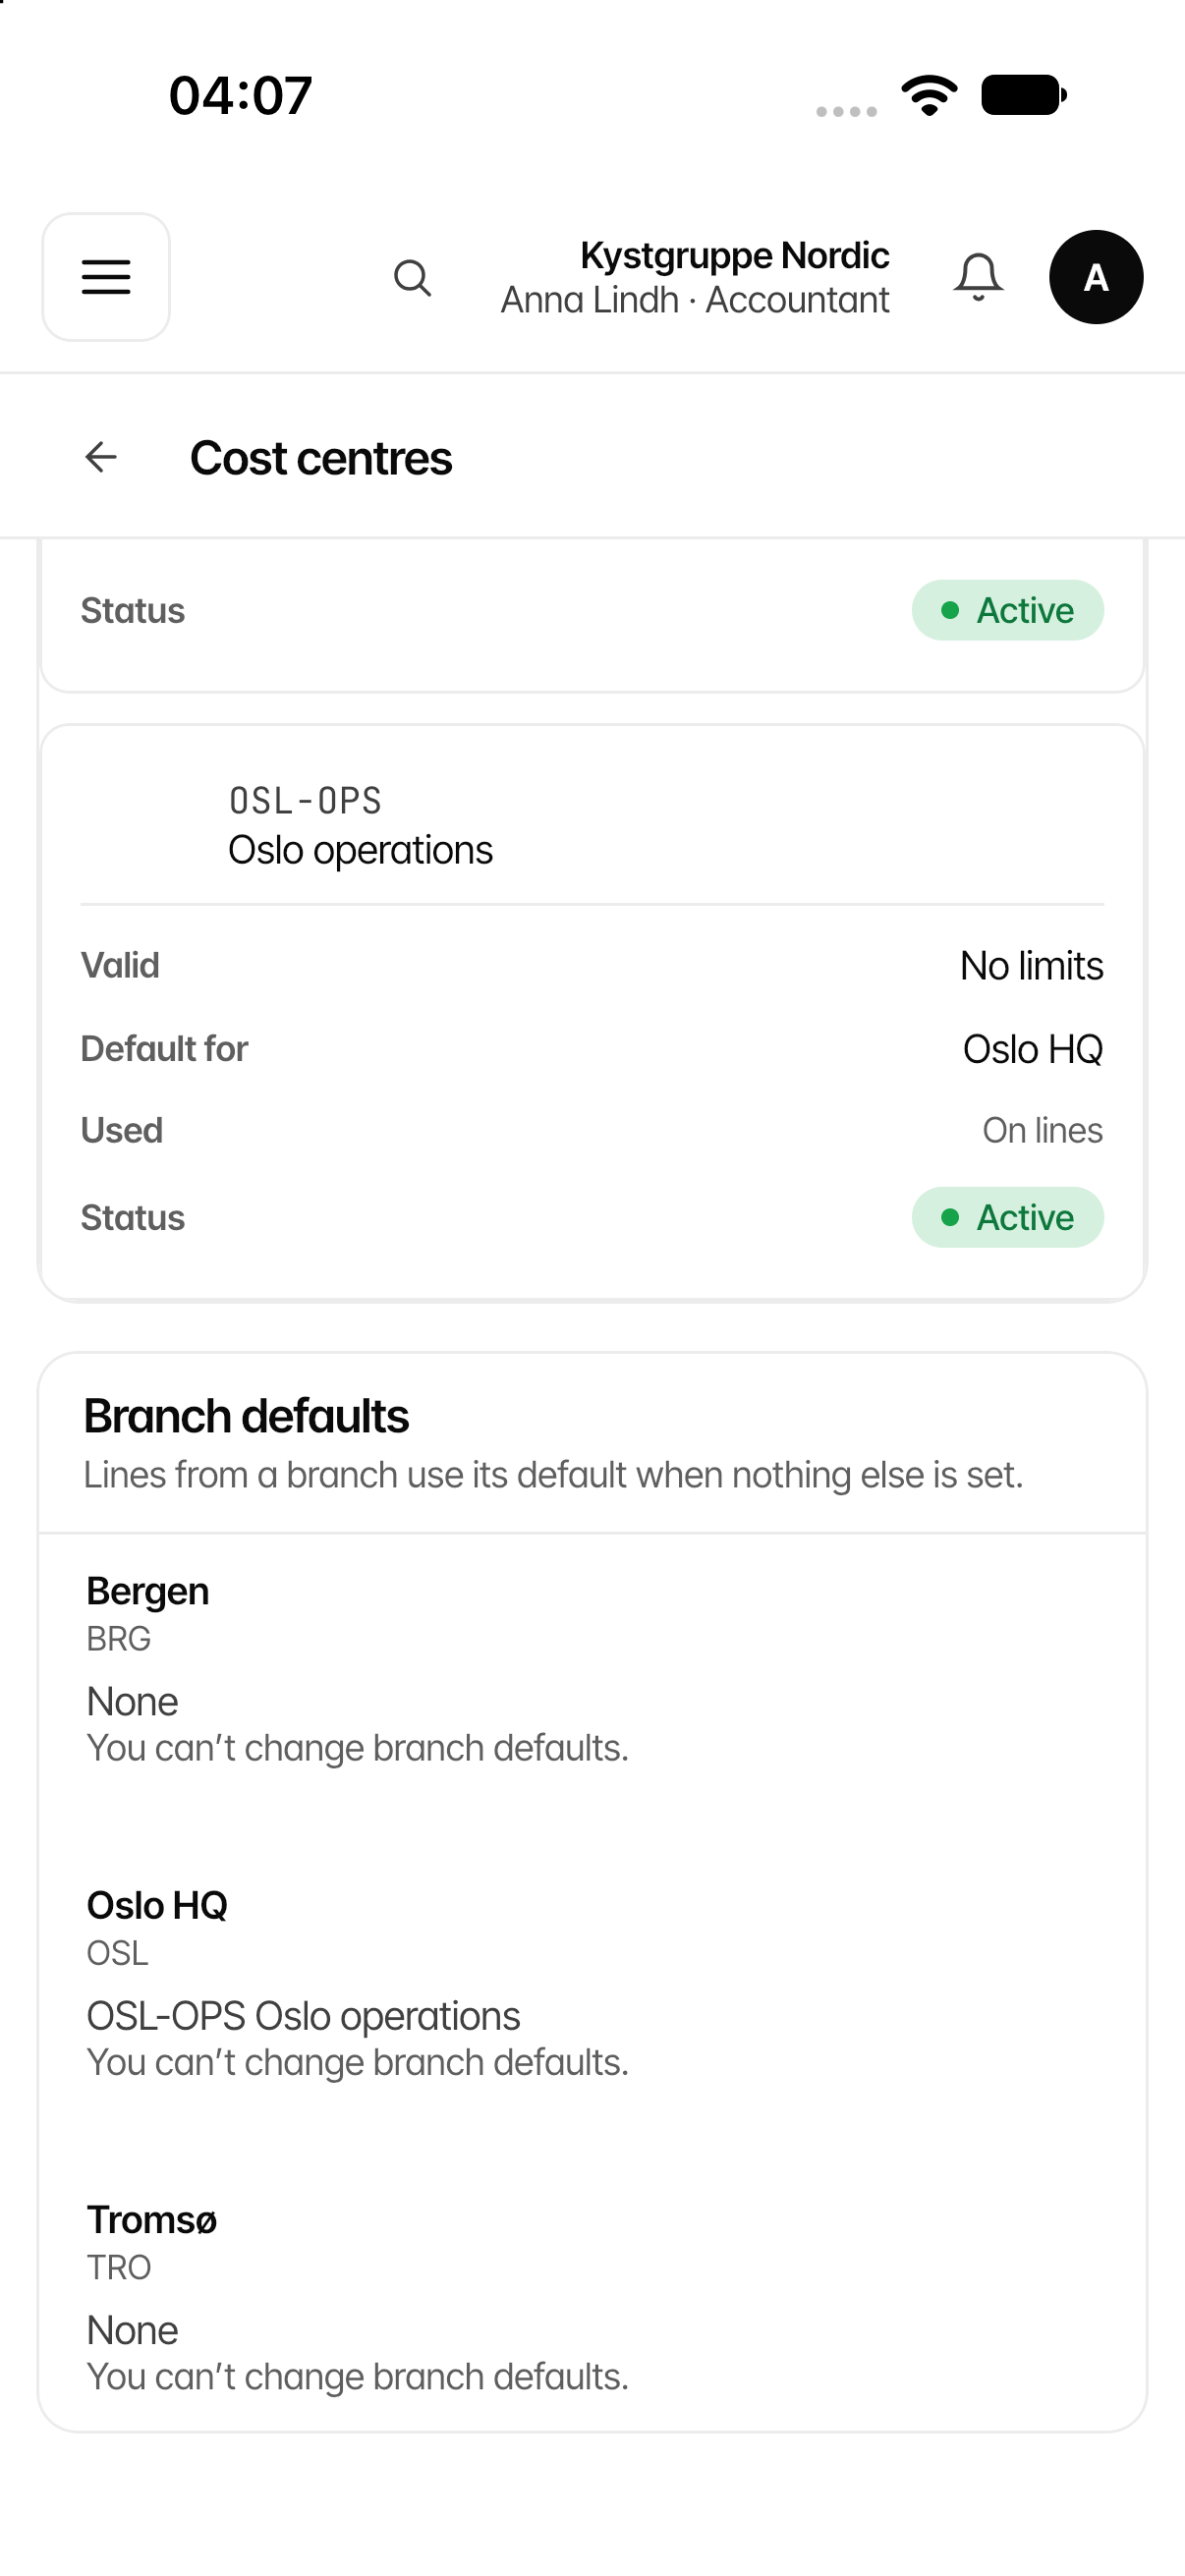 04:07
Kystgruppe Nordic
Anna Lindh · Accountant
A
Cost centres
Status
Active
OSL-OPS
Oslo operations
Valid
No limits
Default for
Oslo HQ
Used
On lines
Status
Active
Branch defaults
Lines from a branch use its default when nothing else is set.
Bergen
BRG
None
You can’t change branch defaults.
Oslo HQ
OSL
OSL-OPS Oslo operations
You can’t change branch defaults.
Tromsø
TRO
None
You can’t change branch defaults.